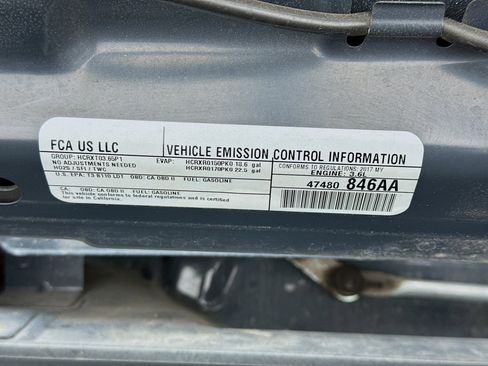 FCA US LLC
VEHICLE EMISSION CONTROL INFORMATION
GROUP: HCRXT03.65P1
NO ADJUSTMENTS NEEDED
HO2S / SFI / TWC
EVAP: HCRXR0150PK0 18.6 gal
HCRXR0170PK0 22.5 gal
CONFORMS TO REGULATIONS: 2017 MY
ENGINE: 3.6L
U.S. EPA: T3 B110 LDT OBD: CA OBD II FUEL: GASOLINE
47480 846AA
CA: OBD: CA OBD II FUEL: GASOLINE
This vehicle conforms to federal regulations and is certified
for sale in California.